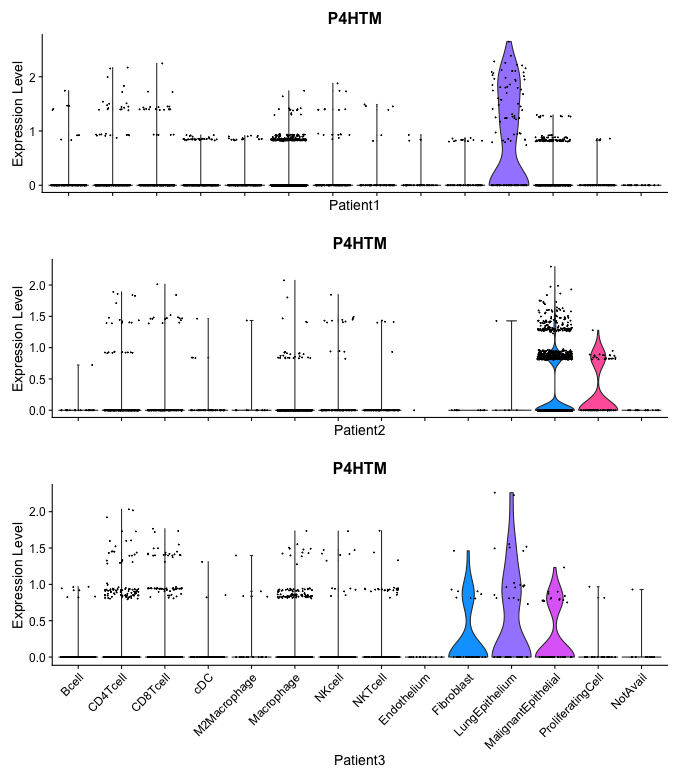 P4HTM
Expression Level
2
1
0
Patient1
P4HTM
Expression Level
2.0
1.5
1.0
0.5
0.0
Patient2
P4HTM
Expression Level
2.0
1.5
1.0
0.5
0.0
Bcell
CD4Tcell
CD8Tcell
cDC
M2Macrophage
Macrophage
NKcell
NKTcell
Endothelium
Fibroblast
LungEpithelium
MalignantEpithelial
ProliferatingCell
NotAvail
Patient3